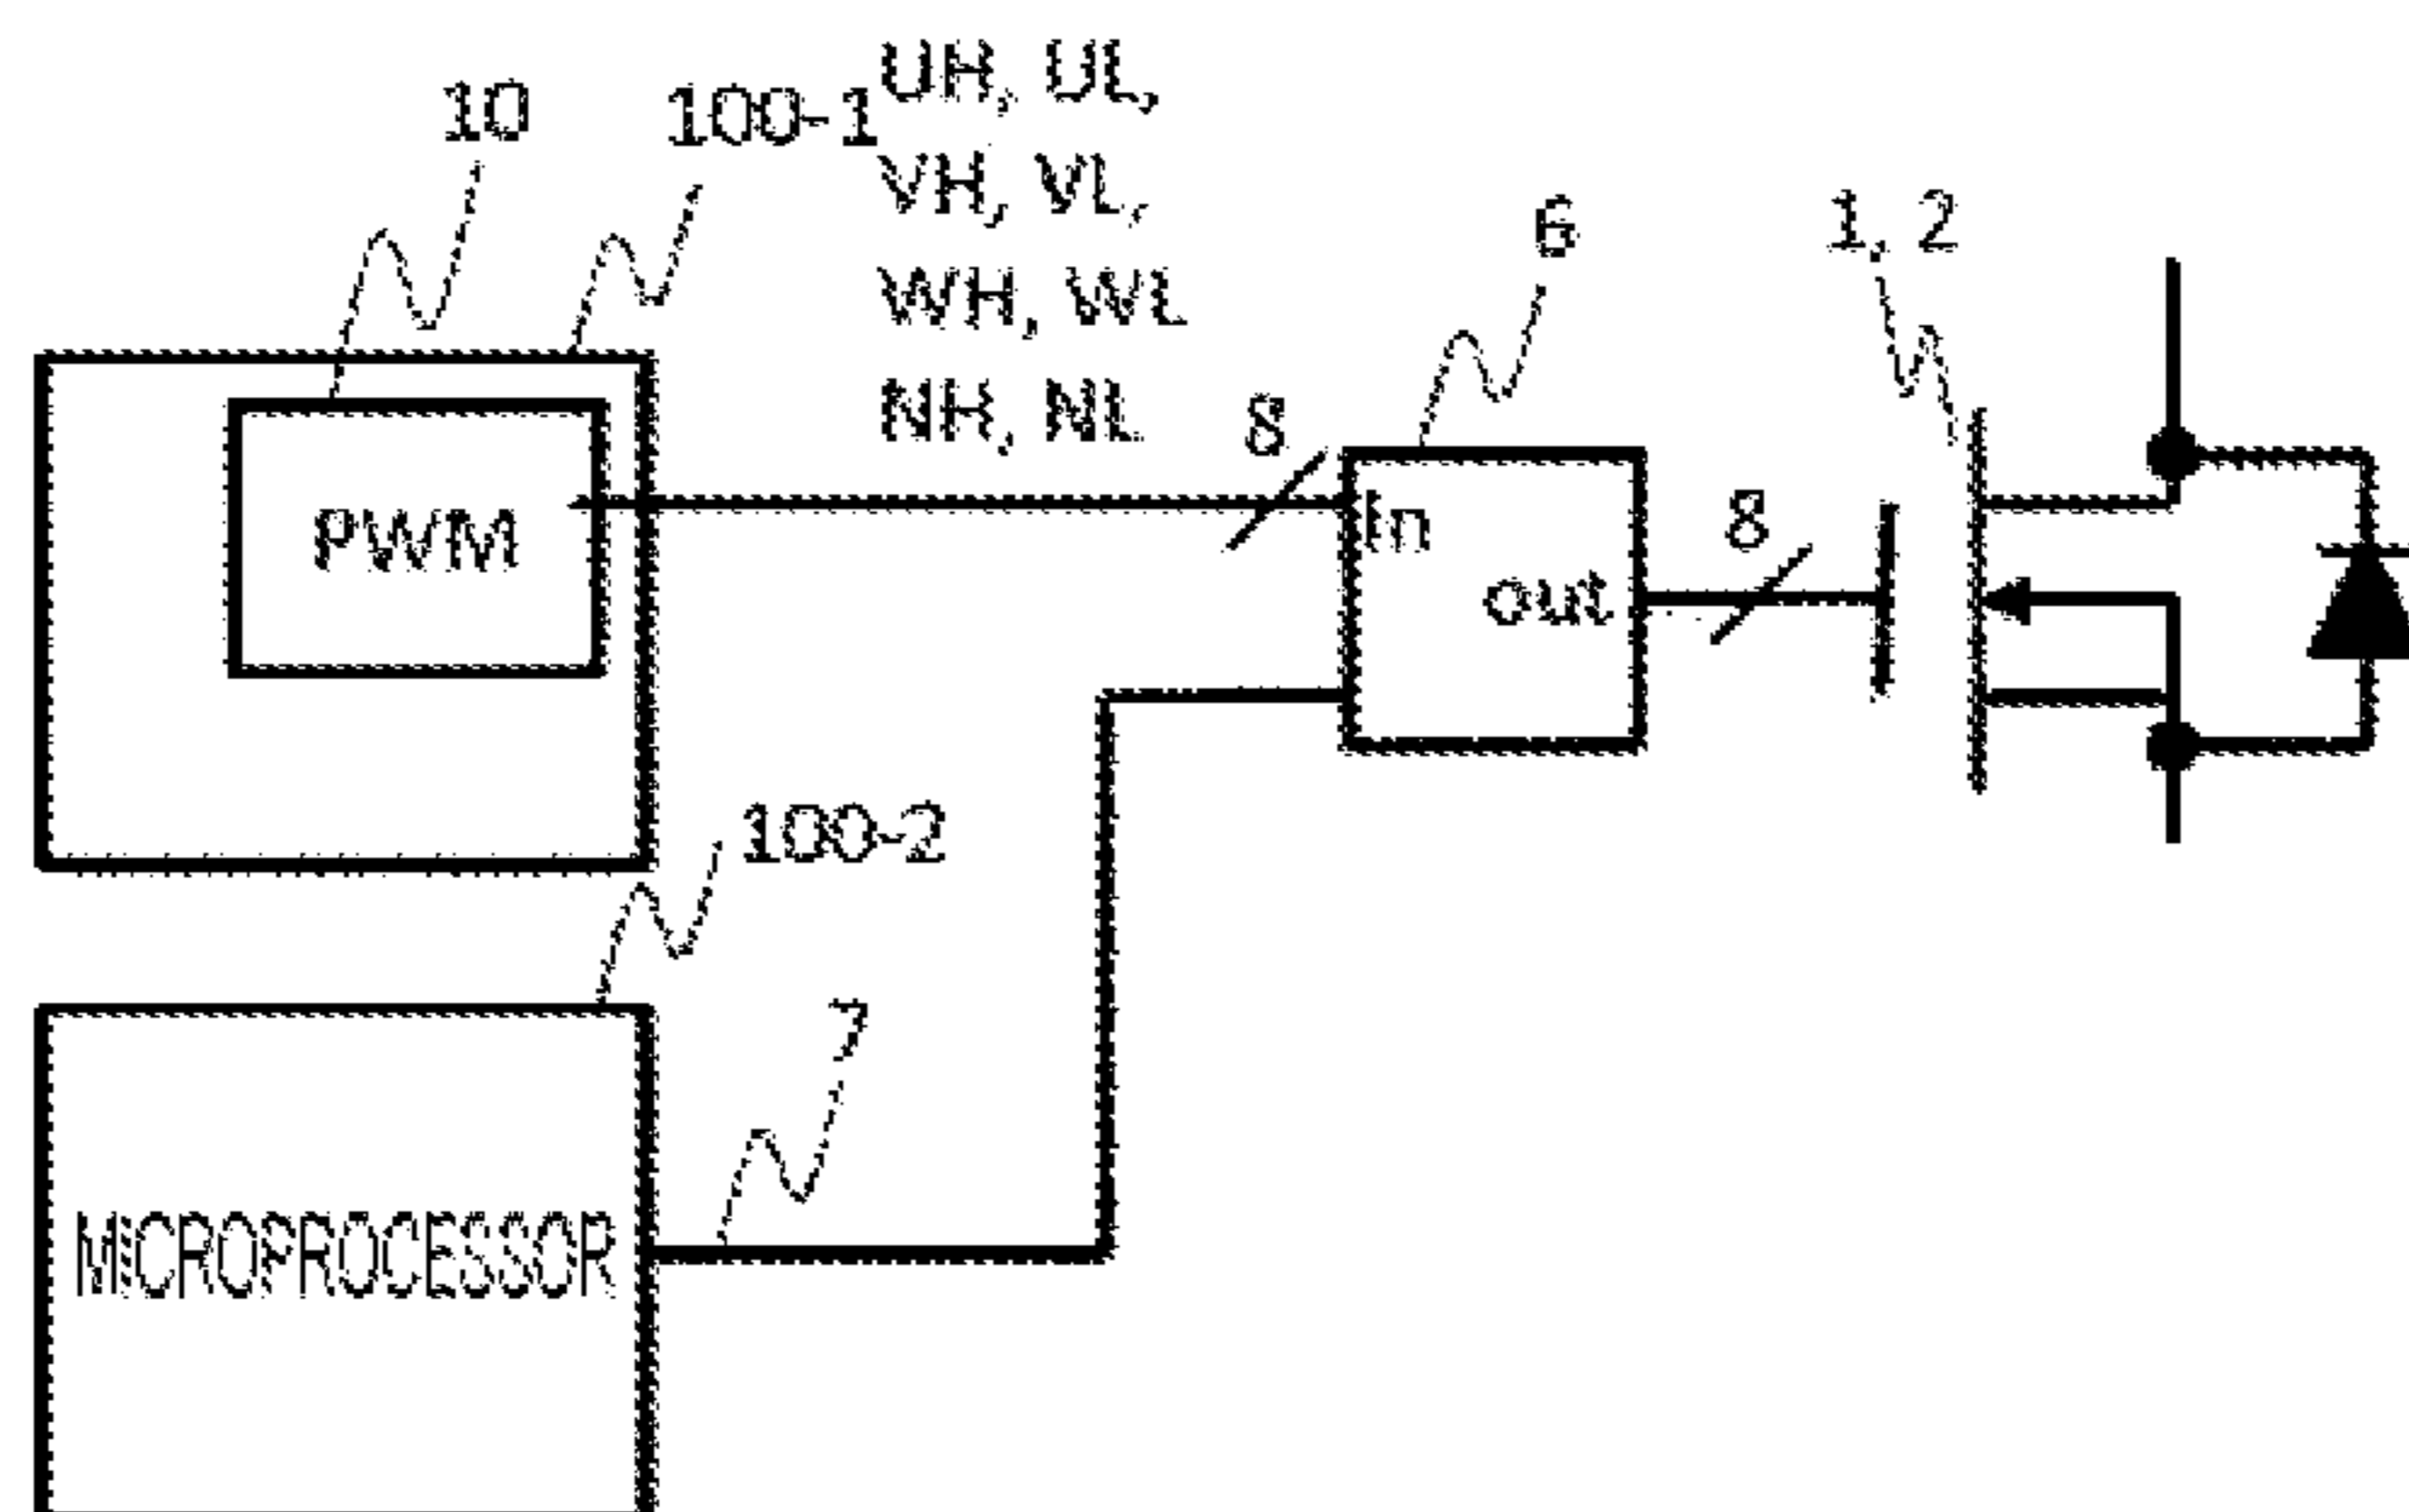 10
100-1
UH, UL,
VH, VL,
WH, WL
NH, NL
6
1, 2
8
8
PWM
In
out
100-2
7
MICROPROCESSOR